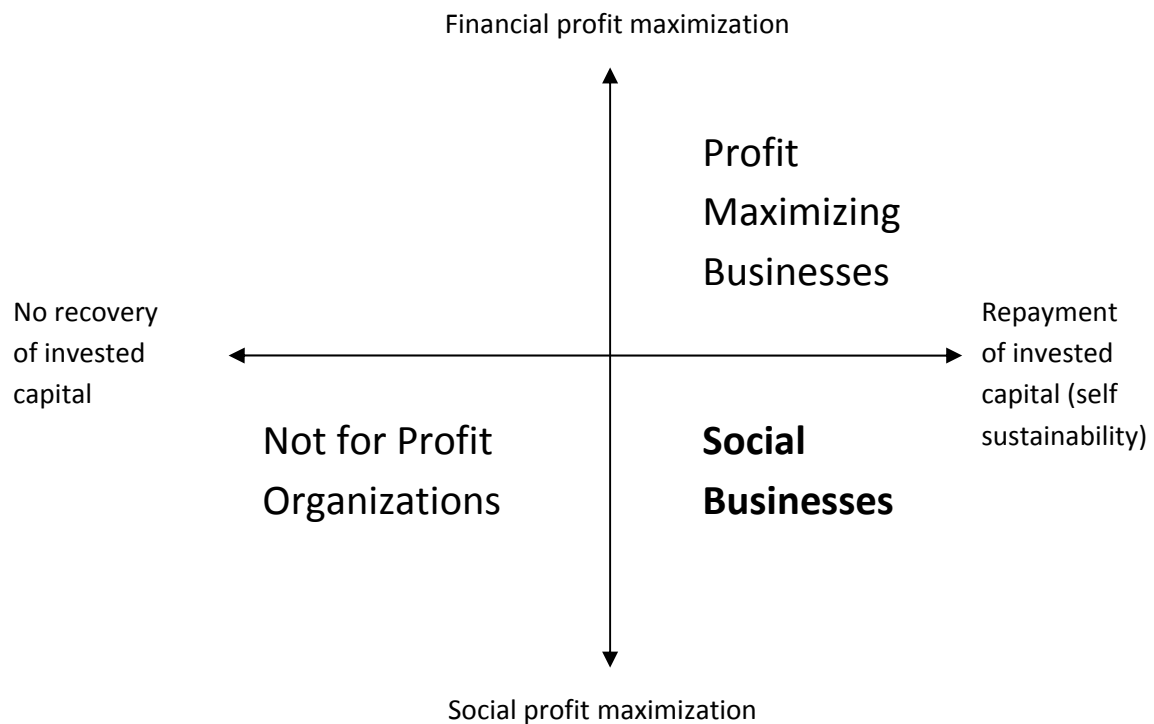 Financial profit maximization
Profit
Maximizing
Businesses
No recovery
of invested
capital
Repayment
of invested
capital (self
sustainability)
Not for Profit
Organizations
Social
Businesses
Social profit maximization